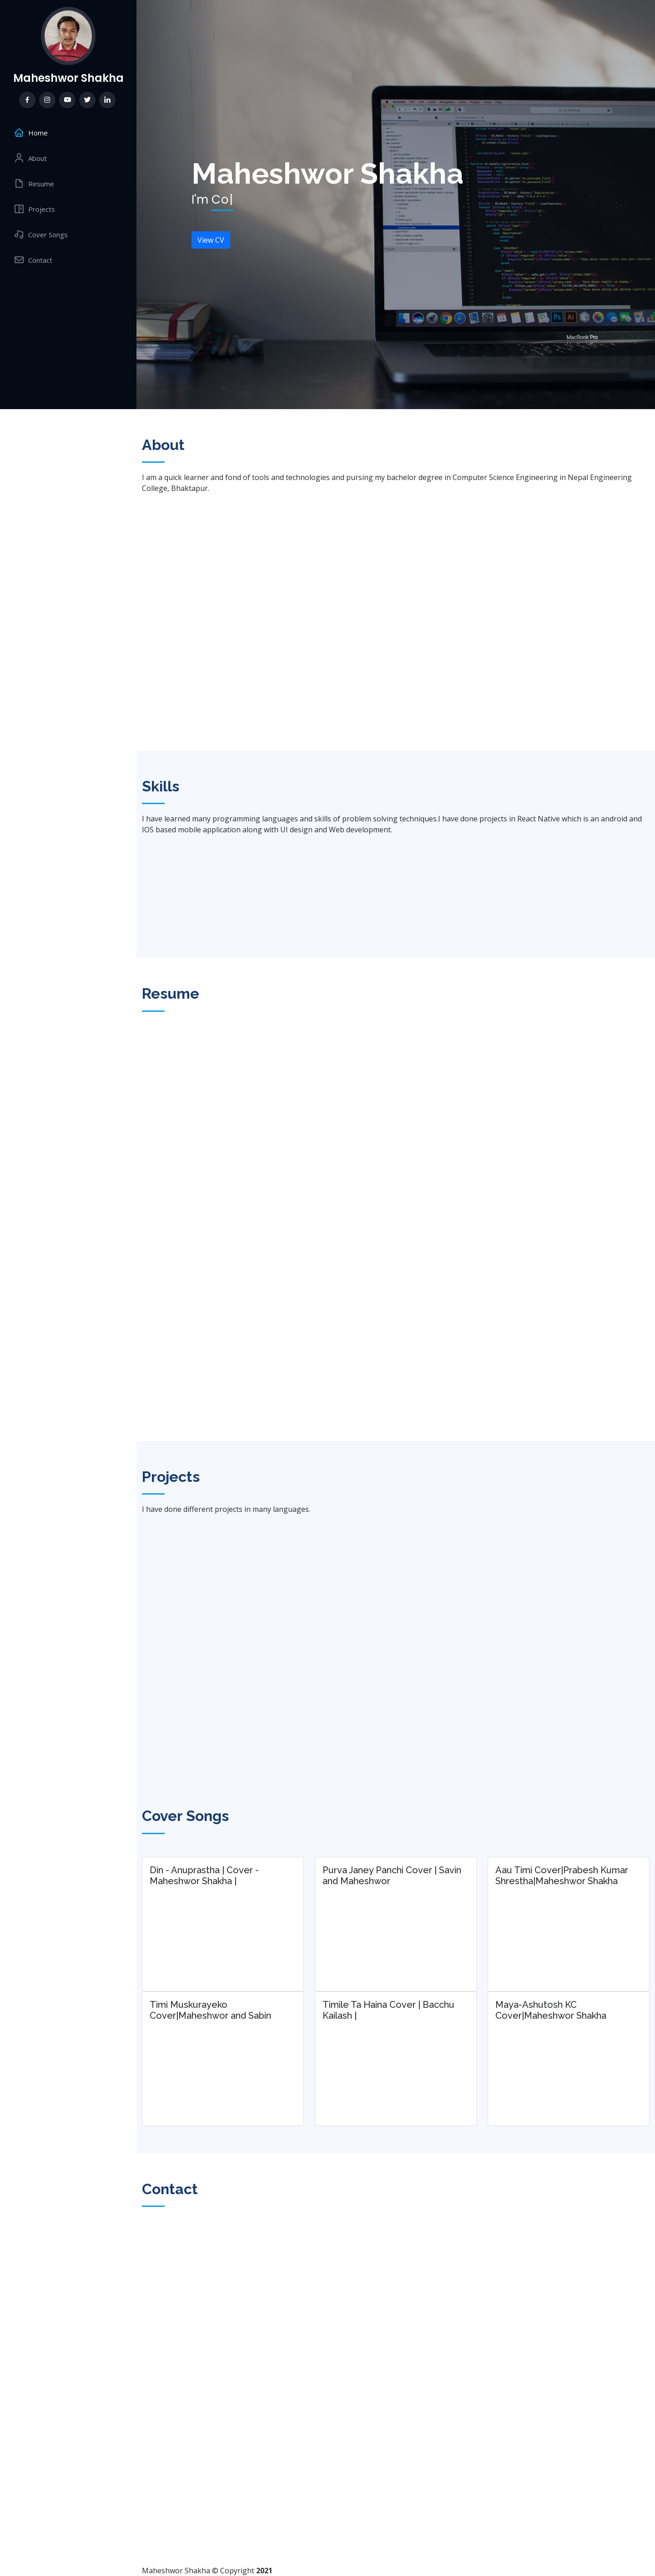 Maheshwor Shakha
Home
About
Resume
Projects
Cover Songs
Contact
Maheshwor Shakha
I'm Co|
View CV
MacBook Pro
About
I am a quick learner and fond of tools and technologies and pursing my bachelor degree in Computer Science Engineering in Nepal Engineering
College, Bhaktapur.
Skills
I have learned many programming languages and skills of problem solving techniques.I have done projects in React Native which is an android and
IOS based mobile application along with UI design and Web development.
Resume
Projects
I have done different projects in many languages.
Cover Songs
Din - Anuprastha | Cover -
Maheshwor Shakha |
Purva Janey Panchi Cover | Savin
and Maheshwor
Aau Timi Cover|Prabesh Kumar
Shrestha|Maheshwor Shakha
Timi Muskurayeko
Cover|Maheshwor and Sabin
Timile Ta Haina Cover | Bacchu
Kailash |
Maya-Ashutosh KC
Cover|Maheshwor Shakha
Contact
Maheshwor Shakha © Copyright 2021